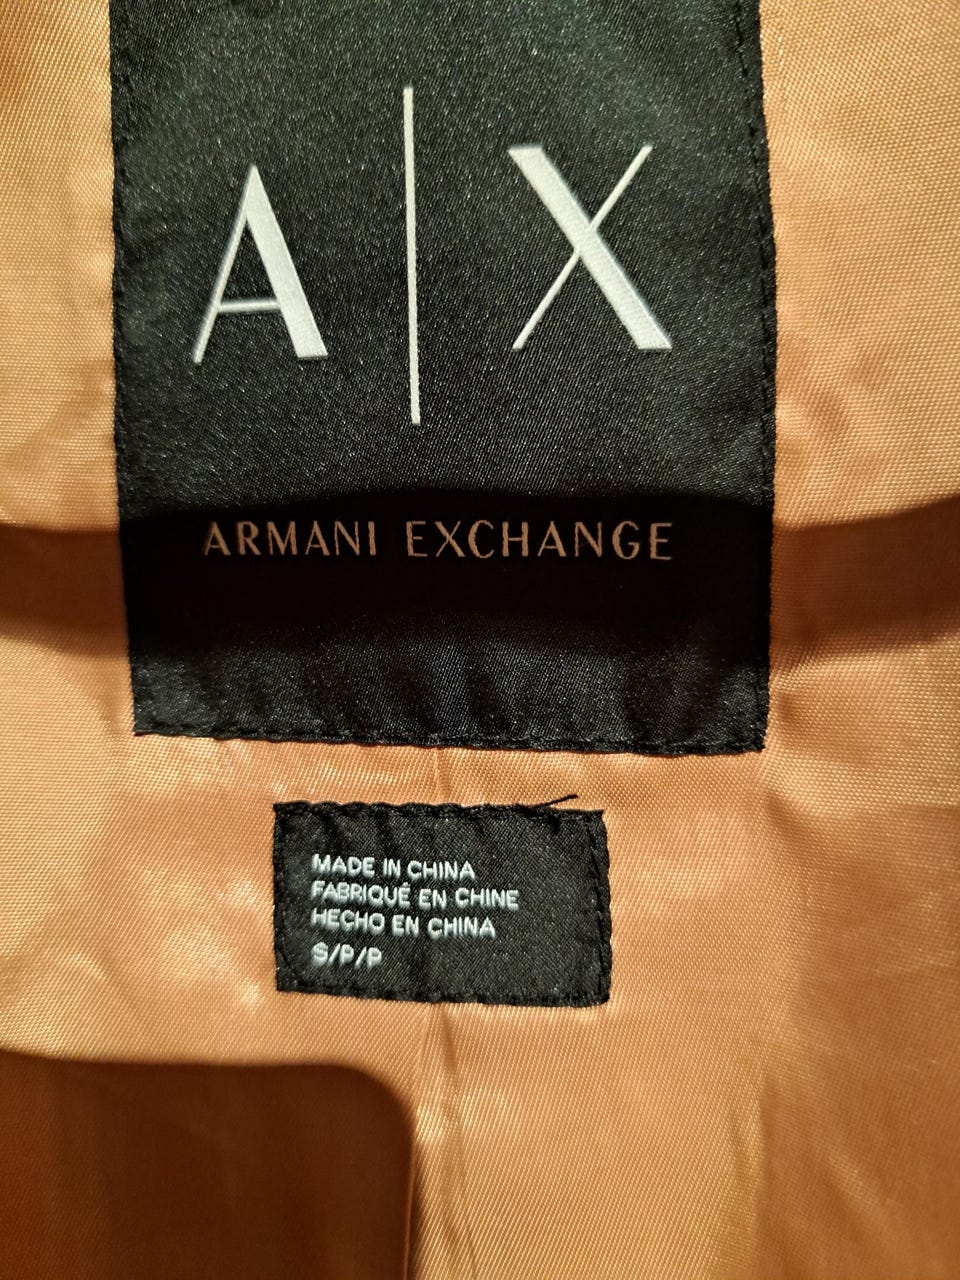 A|X
ARMANI EXCHANGE
MADE IN CHINA
FABRIQUÉ EN CHINE
HECHO EN CHINA
S/P/P